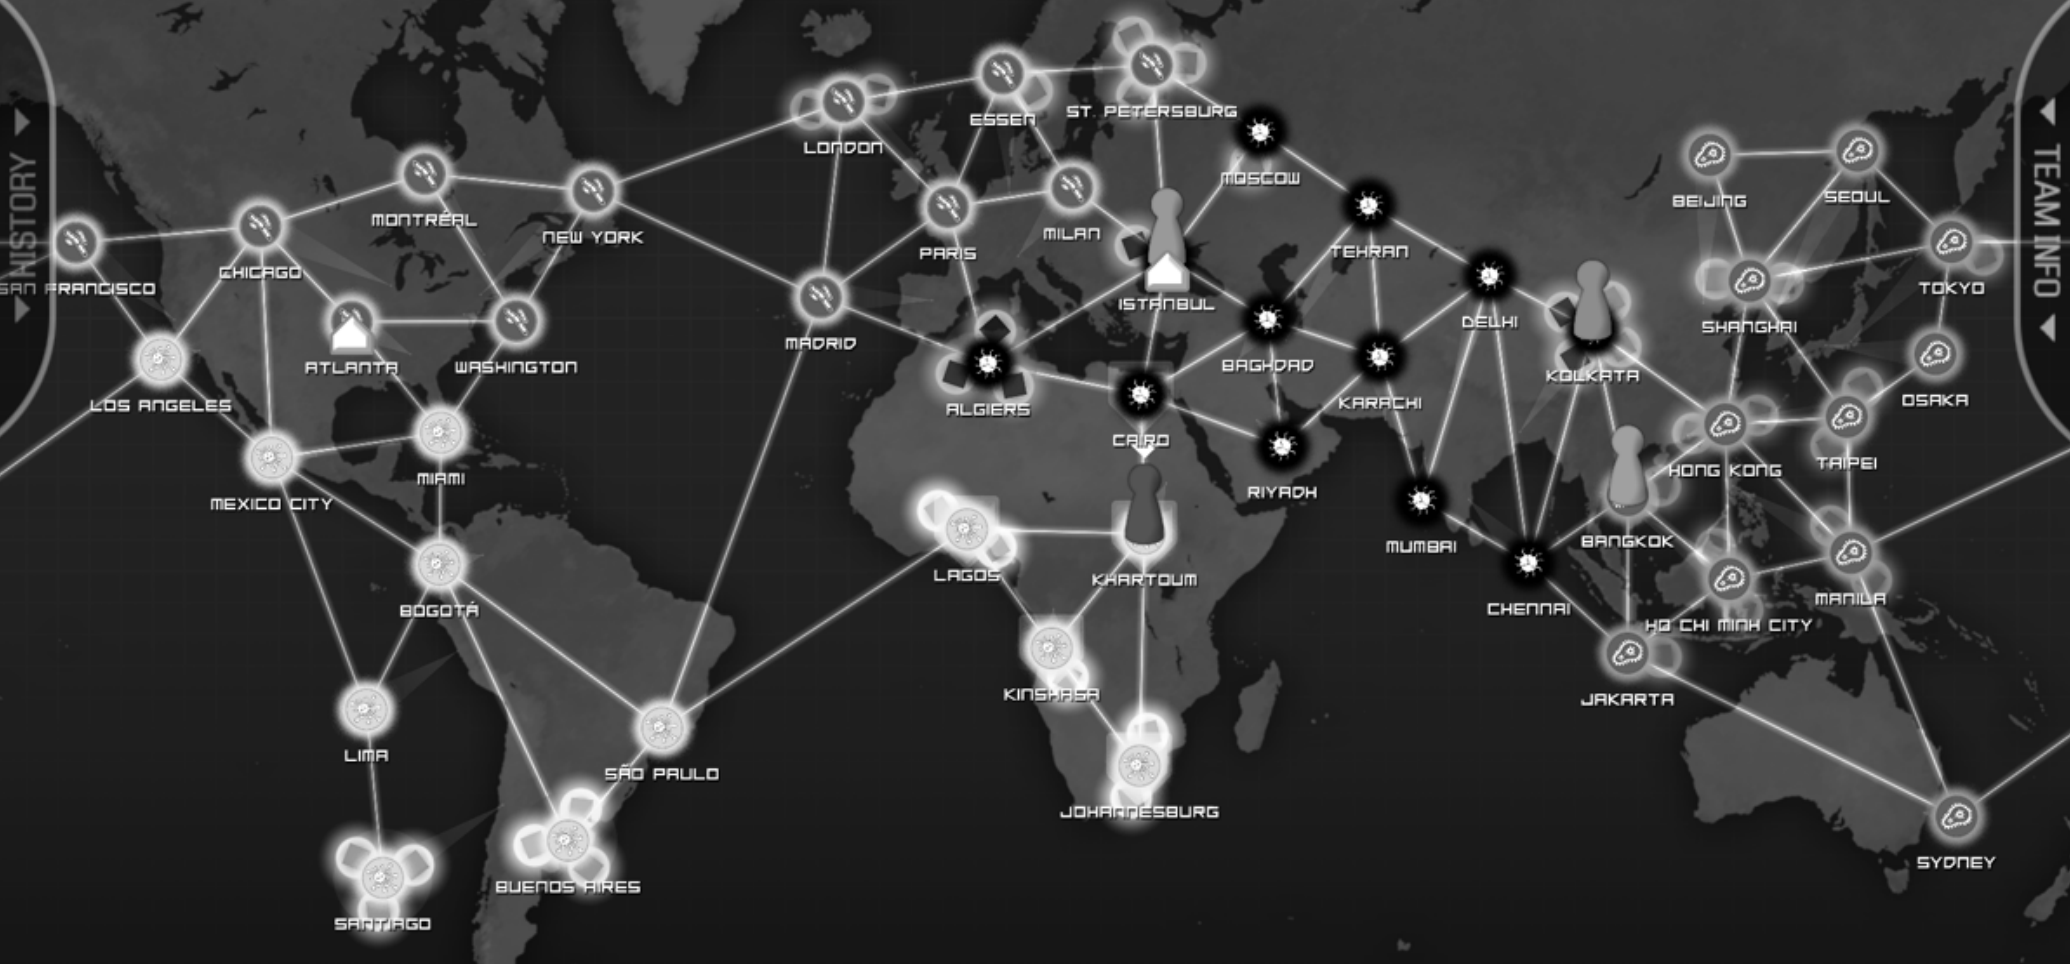 HISTORY
TEAM INFO
ST. PETERSBURG
ESSEN
LONDON
MOSCOW
BEIJING
SEOUL
MONTRÉAL
NEW YORK
MILAN
PARIS
TEHRAN
CHICAGO
SAN FRANCISCO
TOKYO
ISTANBUL
DELHI
SHANGHAI
MADRID
ATLANTA
WASHINGTON
BAGHDAD
KOLKATA
LOS ANGELES
ALGIERS
KARACHI
OSAKA
CAIRO
MIAMI
HONG KONG
TAIPEI
MEXICO CITY
RIYADH
MUMBAI
BANGKOK
LAGOS
KHARTOUM
BOGOTÁ
CHENNAI
MANILA
HO CHI MINH CITY
KINSHASA
JAKARTA
LIMA
SÃO PAULO
JOHANNESBURG
SYDNEY
BUENOS AIRES
SANTIAGO